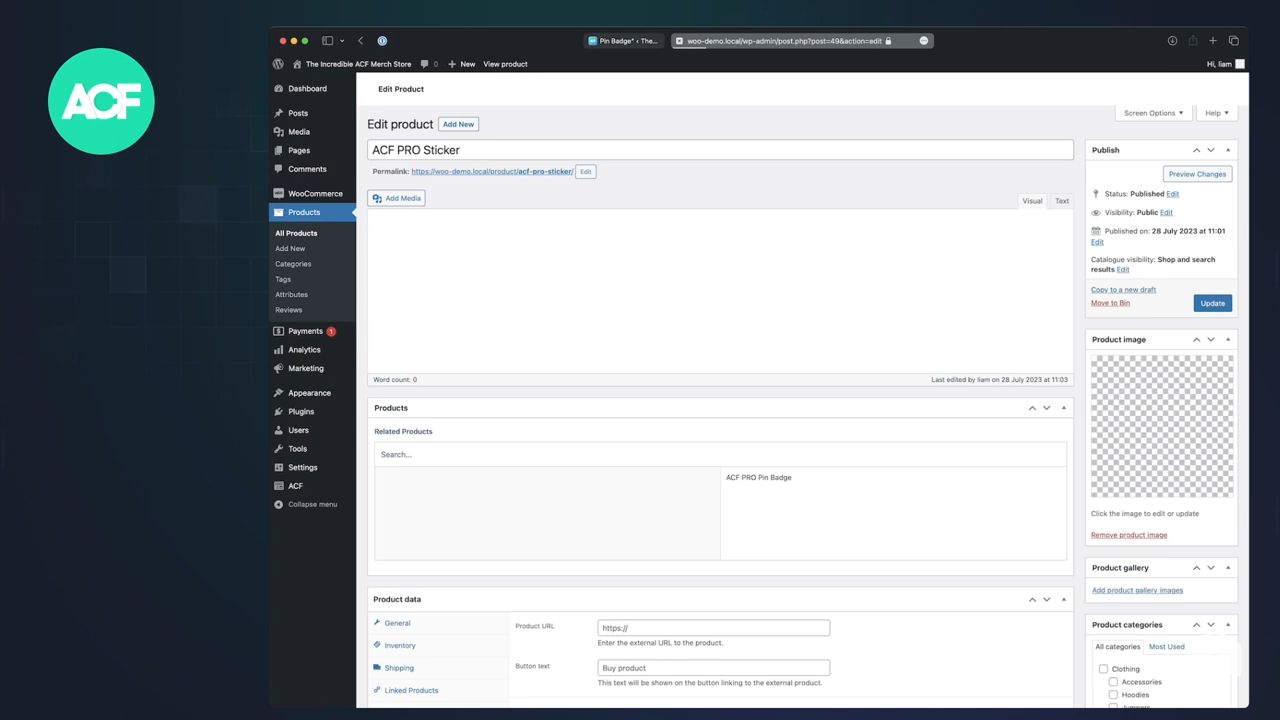 ACF
Pin Badge" ‹ The...
woo-demo.local/wp-admin/post.php?post=49&action=edit
The Incredible ACF Merch Store
0
New
View product
Hi, liam
Dashboard
Posts
Media
Pages
Comments
WooCommerce
Products
All Products
Add New
Categories
Tags
Attributes
Reviews
Payments 1
Analytics
Marketing
Appearance
Plugins
Users
Tools
Settings
ACF
Collapse menu
Edit Product
Screen Options
Help
Edit product
Add New
ACF PRO Sticker
Permalink: https://woo-demo.local/product/acf-pro-sticker/ Edit
Add Media
Visual
Text
Word count: 0
Last edited by liam on 28 July 2023 at 11:03
Products
Related Products
Search...
ACF PRO Pin Badge
Product data
General
Inventory
Shipping
Linked Products
Product URL
https://
Enter the external URL to the product.
Button text
Buy product
This text will be shown on the button linking to the external product.
Publish
Preview Changes
Status: Published Edit
Visibility: Public Edit
Published on: 28 July 2023 at 11:01
Edit
Catalogue visibility: Shop and search
results Edit
Copy to a new draft
Move to Bin
Update
Product image
Click the image to edit or update
Remove product image
Product gallery
Add product gallery images
Product categories
All categories
Most Used
Clothing
Accessories
Hoodies